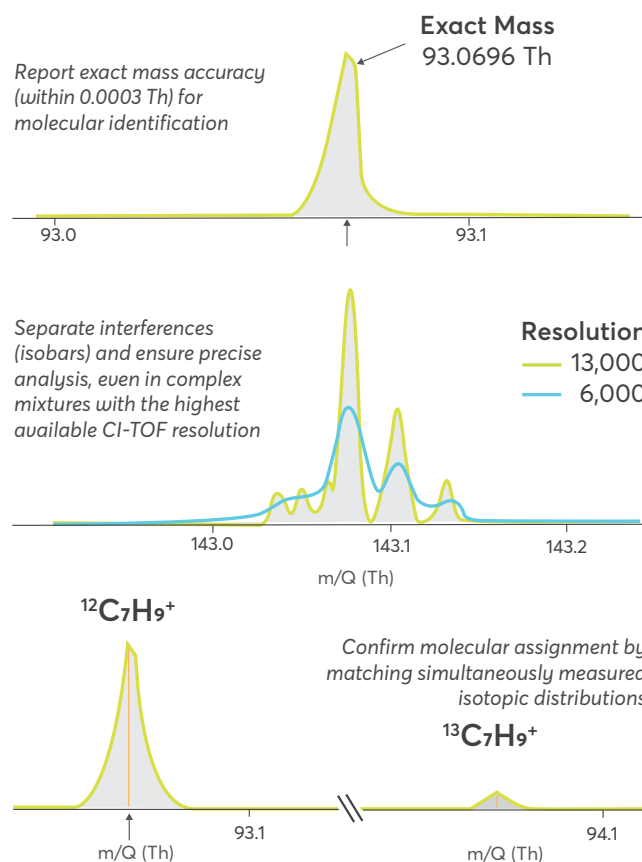 Exact Mass
93.0696 Th
Report exact mass accuracy
(within 0.0003 Th) for
molecular identification
93.0
93.1
Separate interferences
(isobars) and ensure precise
analysis, even in complex
mixtures with the highest
available CI-TOF resolution
Resolution
13,000
6,000
143.0
143.1
143.2
m/Q (Th)
¹²C₇H₉⁺
Confirm molecular assignment by
matching simultaneously measured
isotopic distributions
¹³C₇H₉⁺
93.1
94.1
m/Q (Th)
m/Q (Th)